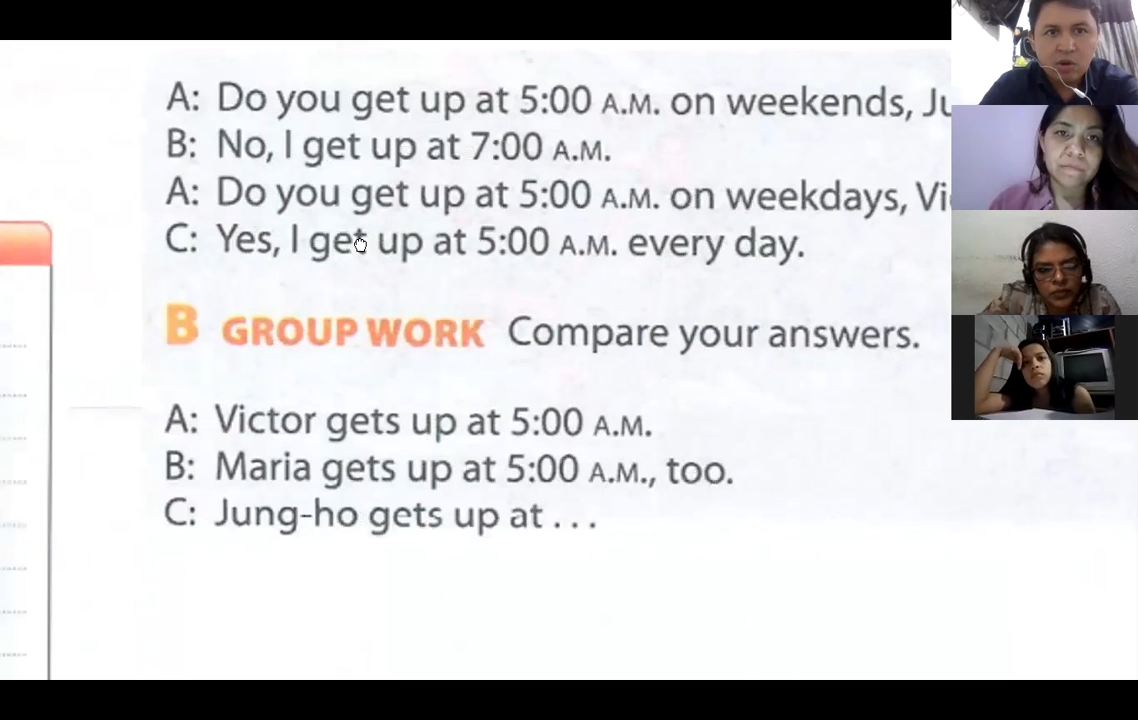 A: Do you get up at 5:00 A.M. on weekends, Ju
B: No, I get up at 7:00 A.M.
A: Do you get up at 5:00 A.M. on weekdays, Vi
C: Yes, I get up at 5:00 A.M. every day.
B GROUP WORK Compare your answers.
A: Victor gets up at 5:00 A.M.
B: Maria gets up at 5:00 A.M., too.
C: Jung-ho gets up at . . .